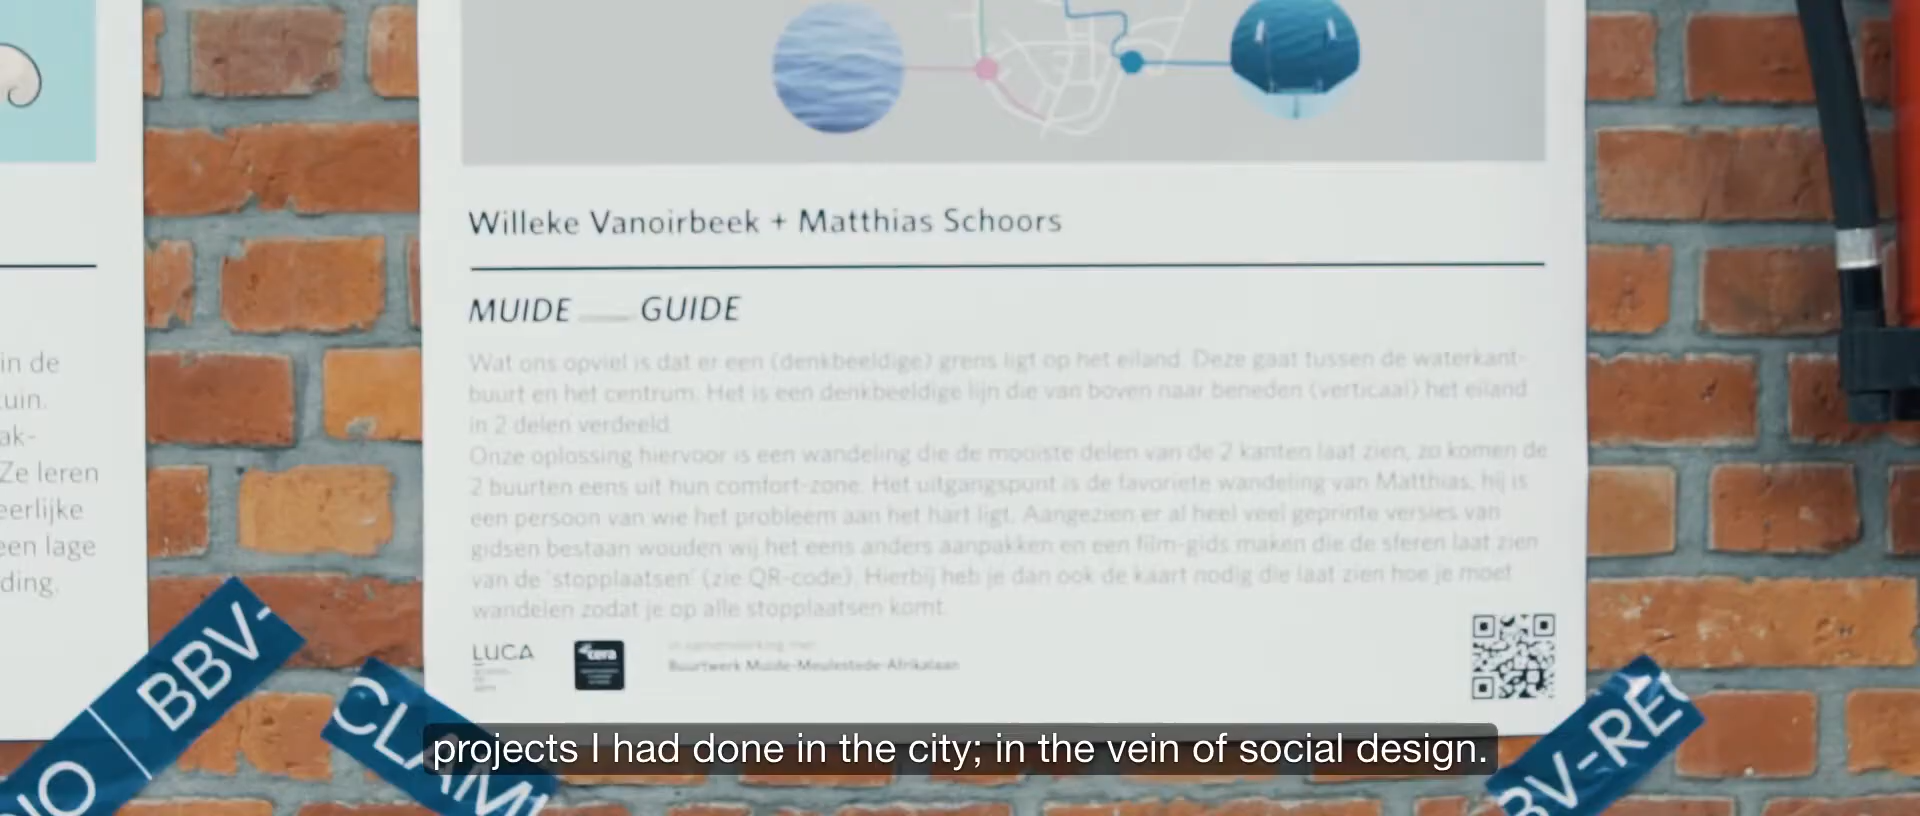 Willeke Vanoirbeek + Matthias Schoors
MUIDE GUIDE
Wat ons opviel is dat er een (denkbeeldige) grens ligt op het eiland. Deze gaat tussen de waterkant-
buurt en het centrum. Het is een denkbeeldige lijn die van boven naar beneden (verticaal) het eiland
in 2 delen verdeeld.
Onze oplossing hiervoor is een wandeling die de mooiste delen van de 2 kanten laat zien, zo komen de
2 buurten eens uit hun comfort-zone. Het uitgangspunt is de favoriete wandeling van Matthias, hij is
een persoon van wie het probleem aan het hart ligt. Aangezien er al heel veel geprinte versies van
gidsen bestaan wouden wij het eens anders aanpakken en een film-gids maken die de sferen laat zien
van de 'stopplaatsen' (zie QR-code). Hierbij heb je dan ook de kaart nodig die laat zien hoe je moet
wandelen zodat je op alle stopplaatsen komt.
LUCA
cera
in samenwerking met
Buurtwerk Muide-Meulestede-Afrikalaan
in de
uin.
ak-
Ze leren
eerlijke
een lage
ding.
IO | BBV-
CLAMI
BV-RE
projects I had done in the city; in the vein of social design.